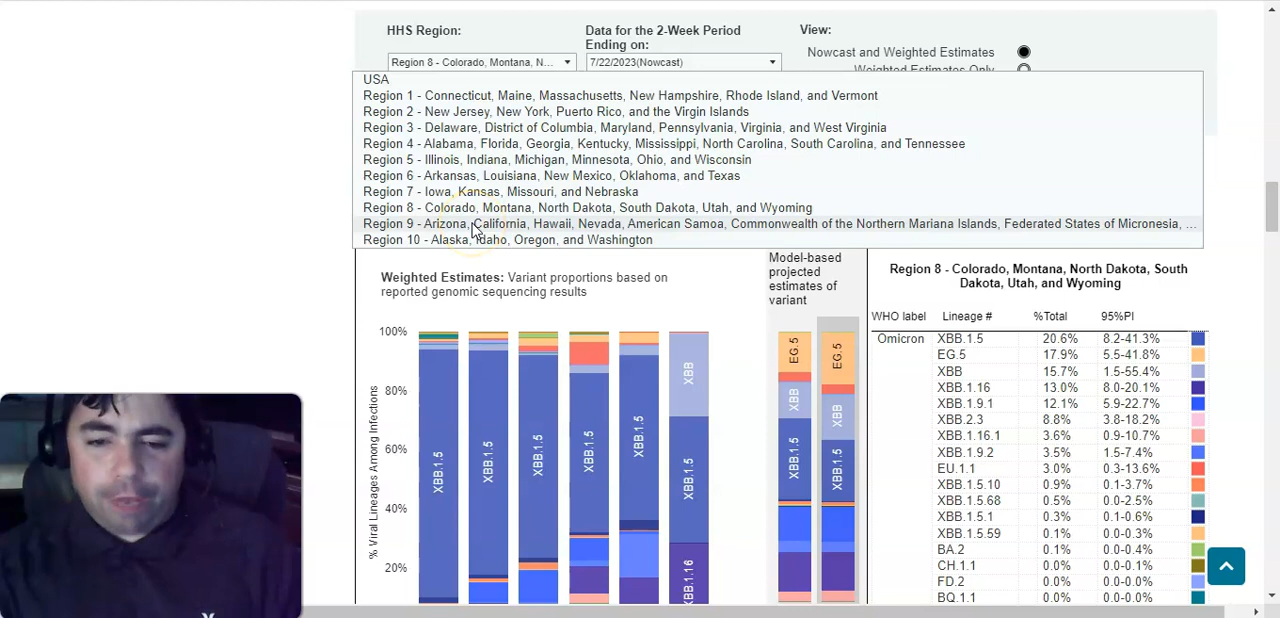 HHS Region:
Data for the 2-Week Period
Ending on:
View:
Region 8 - Colorado, Montana, N...
7/22/2023(Nowcast)
Nowcast and Weighted Estimates
Weighted Estimates Only
USA
Region 1 - Connecticut, Maine, Massachusetts, New Hampshire, Rhode Island, and Vermont
Region 2 - New Jersey, New York, Puerto Rico, and the Virgin Islands
Region 3 - Delaware, District of Columbia, Maryland, Pennsylvania, Virginia, and West Virginia
Region 4 - Alabama, Florida, Georgia, Kentucky, Mississippi, North Carolina, South Carolina, and Tennessee
Region 5 - Illinois, Indiana, Michigan, Minnesota, Ohio, and Wisconsin
Region 6 - Arkansas, Louisiana, New Mexico, Oklahoma, and Texas
Region 7 - Iowa, Kansas, Missouri, and Nebraska
Region 8 - Colorado, Montana, North Dakota, South Dakota, Utah, and Wyoming
Region 9 - Arizona, California, Hawaii, Nevada, American Samoa, Commonwealth of the Northern Mariana Islands, Federated States of Micronesia, ...
Region 10 - Alaska, Idaho, Oregon, and Washington
Weighted Estimates: Variant proportions based on
reported genomic sequencing results
Model-based
projected
estimates of
variant
Region 8 - Colorado, Montana, North Dakota, South
Dakota, Utah, and Wyoming
% Viral Lineages Among Infections
100%
80%
60%
40%
20%
XBB.1.5
XBB.1.5
XBB.1.5
XBB.1.5
XBB.1.5
XBB
XBB.1.5
XBB.1.16
EG.5
XBB
XBB.1.5
EG.5
XBB
XBB.1.5
WHO label Lineage # %Total 95%PI
Omicron XBB.1.5 20.6% 8.2-41.3%
EG.5 17.9% 5.5-41.8%
XBB 15.7% 1.5-55.4%
XBB.1.16 13.0% 8.0-20.1%
XBB.1.9.1 12.1% 5.9-22.7%
XBB.2.3 8.8% 3.8-18.2%
XBB.1.16.1 3.6% 0.9-10.7%
XBB.1.9.2 3.5% 1.5-7.4%
EU.1.1 3.0% 0.3-13.6%
XBB.1.5.10 0.9% 0.1-3.7%
XBB.1.5.68 0.5% 0.0-2.5%
XBB.1.5.1 0.3% 0.1-0.6%
XBB.1.5.59 0.1% 0.0-0.3%
BA.2 0.1% 0.0-0.4%
CH.1.1 0.0% 0.0-0.1%
FD.2 0.0% 0.0-0.0%
BQ.1.1 0.0% 0.0-0.0%